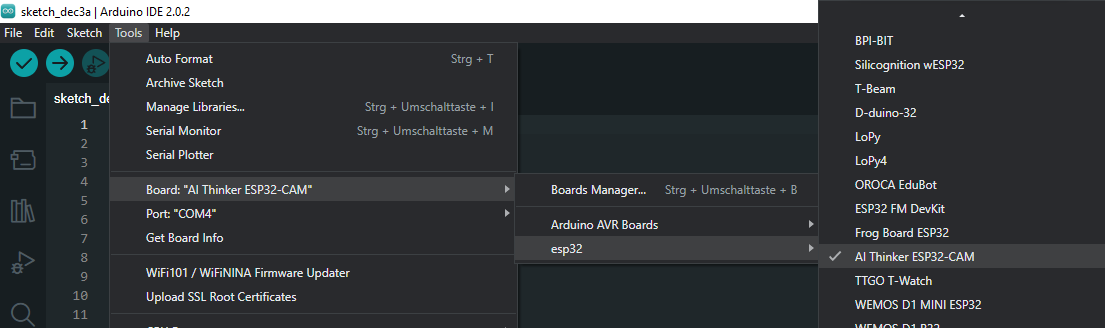 sketch_dec3a | Arduino IDE 2.0.2
File Edit Sketch Tools Help
sketch_de
1
2
3
4
5
6
7
8
9
10
11
Auto Format Strg + T
Archive Sketch
Manage Libraries... Strg + Umschalttaste + I
Serial Monitor Strg + Umschalttaste + M
Serial Plotter
Board: "AI Thinker ESP32-CAM"
Port: "COM4"
Get Board Info
WiFi101 / WiFiNINA Firmware Updater
Upload SSL Root Certificates
Boards Manager... Strg + Umschalttaste + B
Arduino AVR Boards
esp32
BPI-BIT
Silicognition wESP32
T-Beam
D-duino-32
LoPy
LoPy4
OROCA EduBot
ESP32 FM DevKit
Frog Board ESP32
AI Thinker ESP32-CAM
TTGO T-Watch
WEMOS D1 MINI ESP32
WEMOS D1 R32